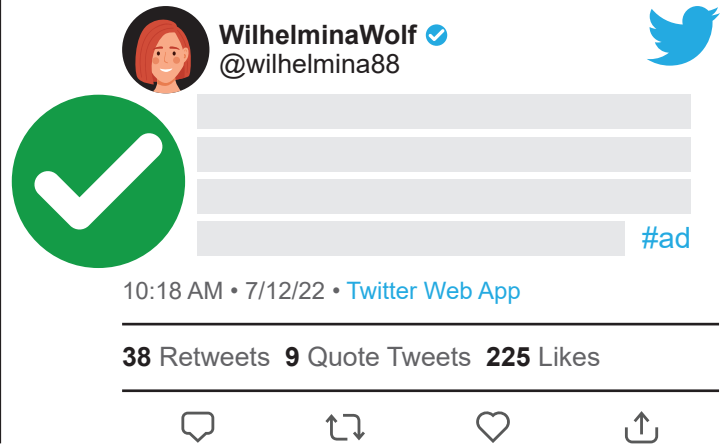 WilhelminaWolf
@wilhelmina88
#ad
10:18 AM • 7/12/22 • Twitter Web App
38 Retweets 9 Quote Tweets 225 Likes